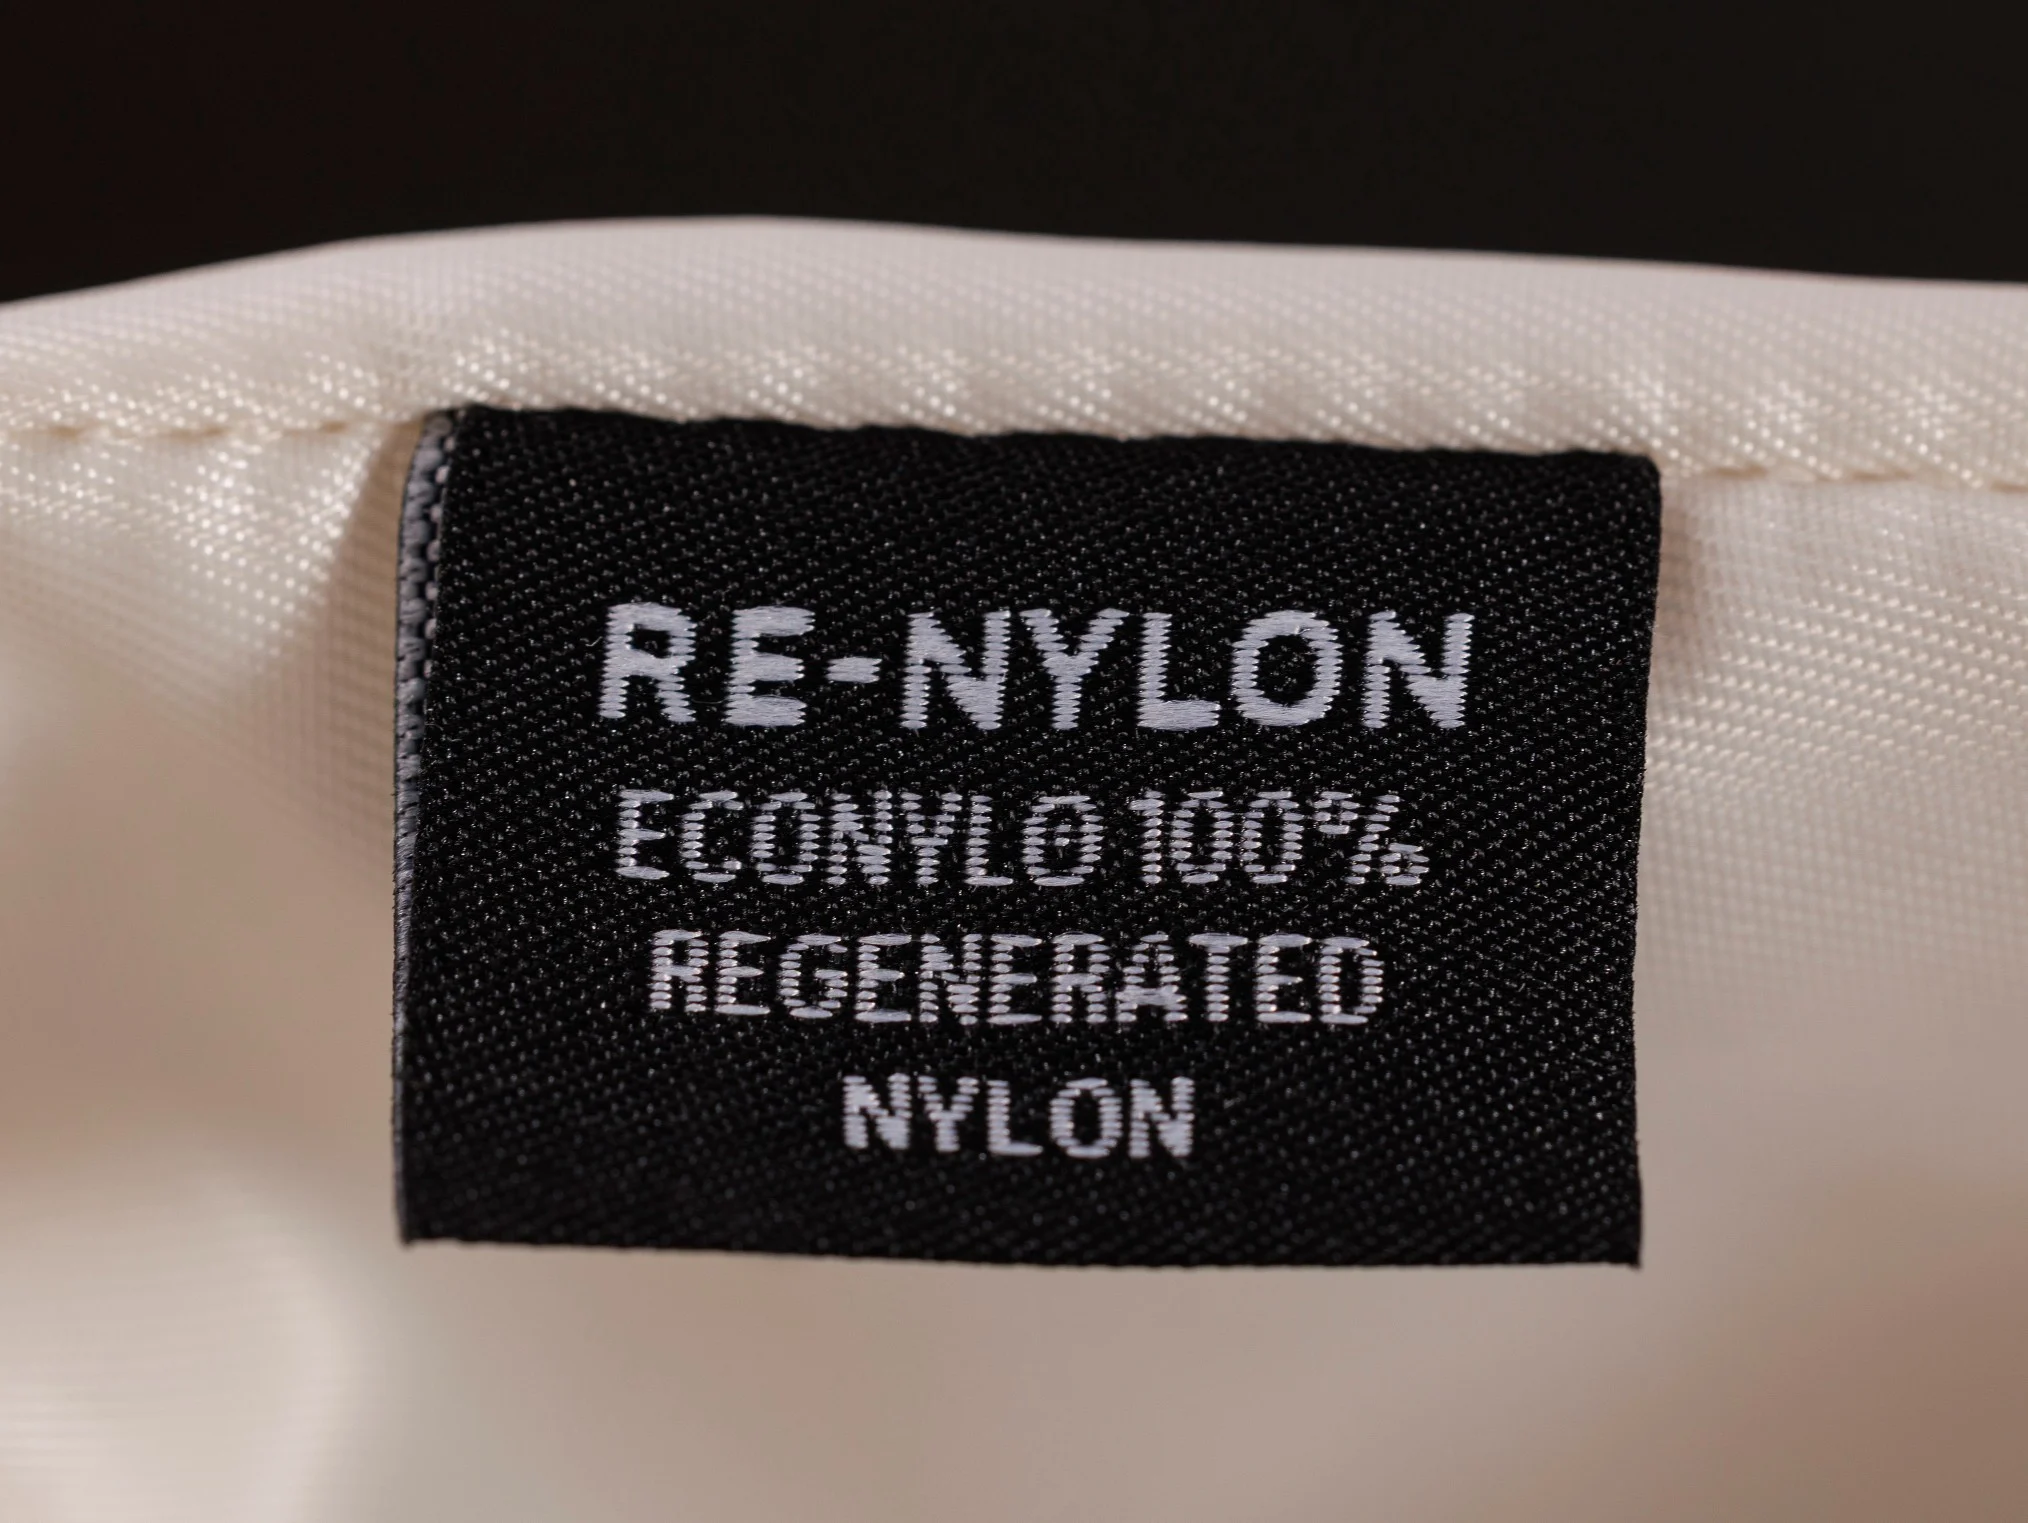 RE-NYLON
ECONYL® 100%
REGENERATED
NYLON